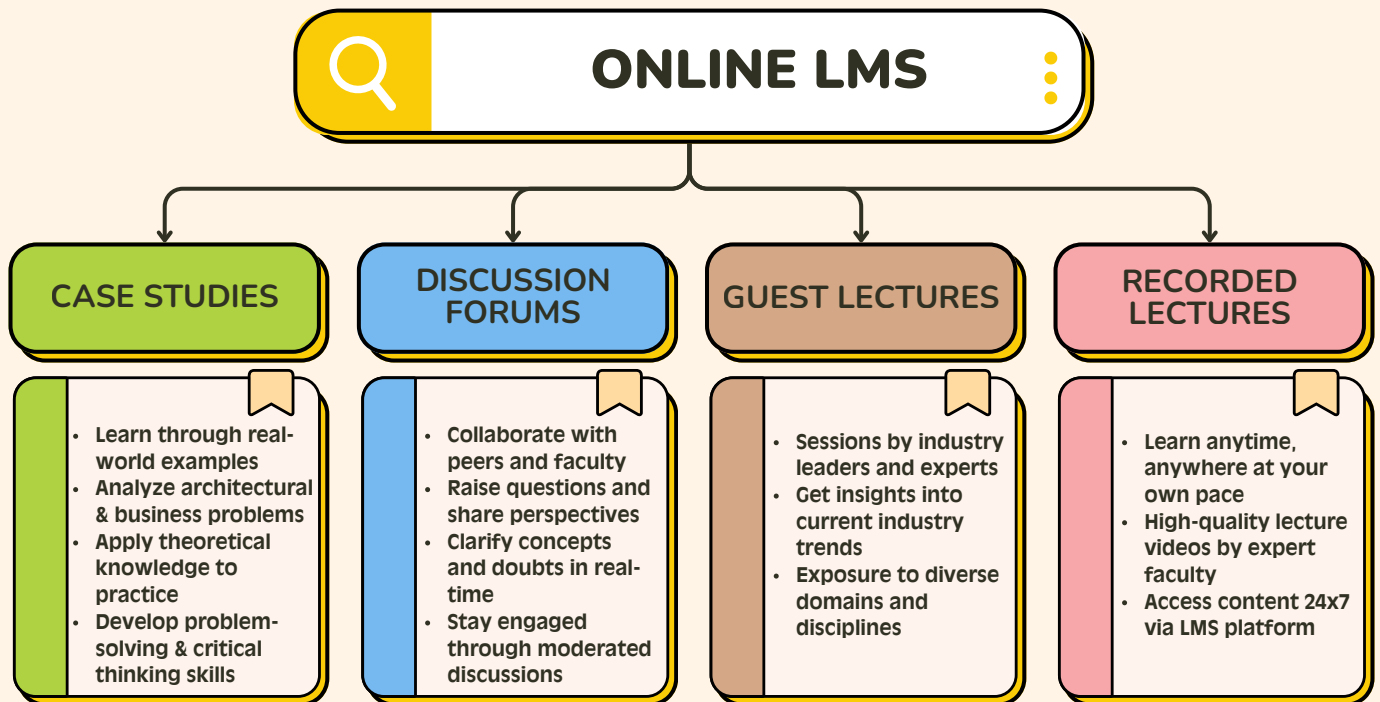 ONLINE LMS
CASE STUDIES
• Learn through real-
world examples
• Analyze architectural
& business problems
• Apply theoretical
knowledge to
practice
• Develop problem-
solving & critical
thinking skills
DISCUSSION
FORUMS
• Collaborate with
peers and faculty
• Raise questions and
share perspectives
• Clarify concepts
and doubts in real-
time
• Stay engaged
through moderated
discussions
GUEST LECTURES
• Sessions by industry
leaders and experts
• Get insights into
current industry
trends
• Exposure to diverse
domains and
disciplines
RECORDED
LECTURES
• Learn anytime,
anywhere at your
own pace
• High-quality lecture
videos by expert
faculty
• Access content 24x7
via LMS platform